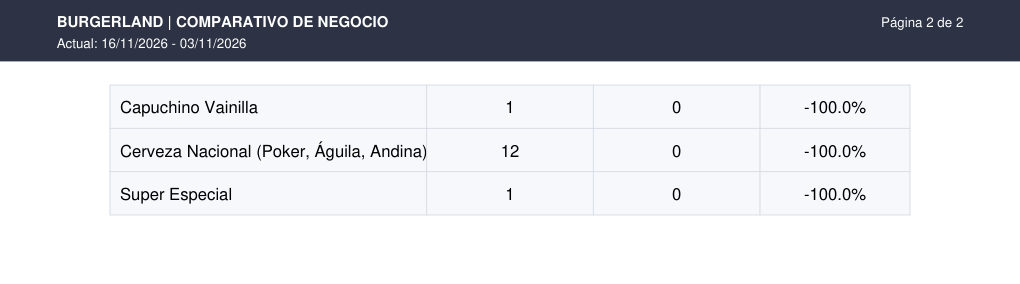 BURGERLAND | COMPARATIVO DE NEGOCIO
Página 2 de 2
Actual: 16/11/2026 - 03/11/2026
Capuchino Vainilla 1 0 -100.0%
Cerveza Nacional (Poker, Águila, Andina) 12 0 -100.0%
Super Especial 1 0 -100.0%